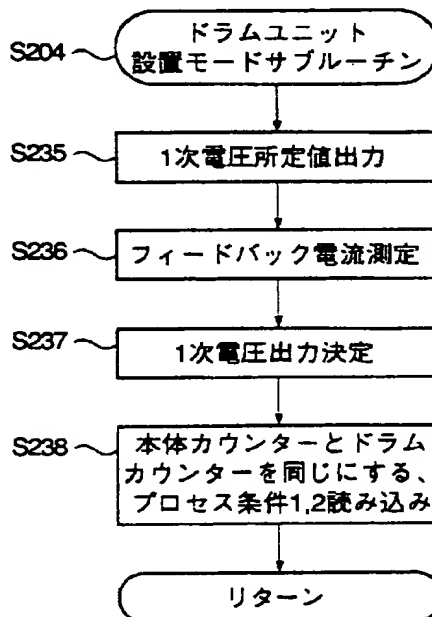 S204
ドラムユニット
設置モードサブルーチン
S235
1次電圧所定値出力
S236
フィードバック電流測定
S237
1次電圧出力決定
S238
本体カウンターとドラム
カウンターを同じにする、
プロセス条件1,2読み込み
リターン